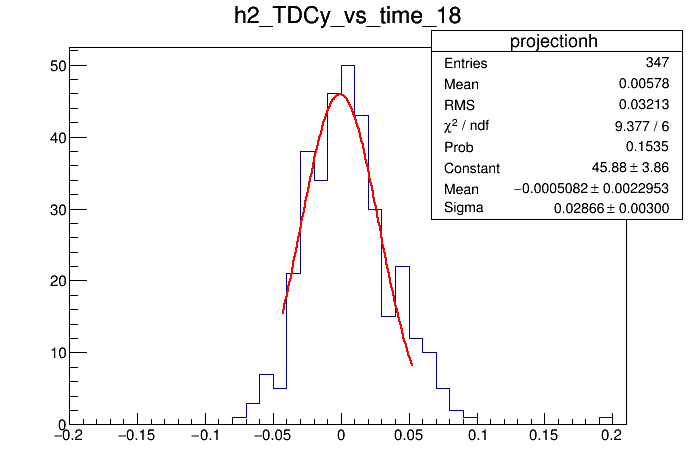 h2_TDCy_vs_time_18
projectionh
Entries 347
Mean 0.00578
RMS 0.03213
χ² / ndf 9.377 / 6
Prob 0.1535
Constant 45.88 ± 3.86
Mean −0.0005082 ± 0.0022953
Sigma 0.02866 ± 0.00300
50
40
30
20
10
0
−0.2 −0.15 −0.1 −0.05 0 0.05 0.1 0.15 0.2